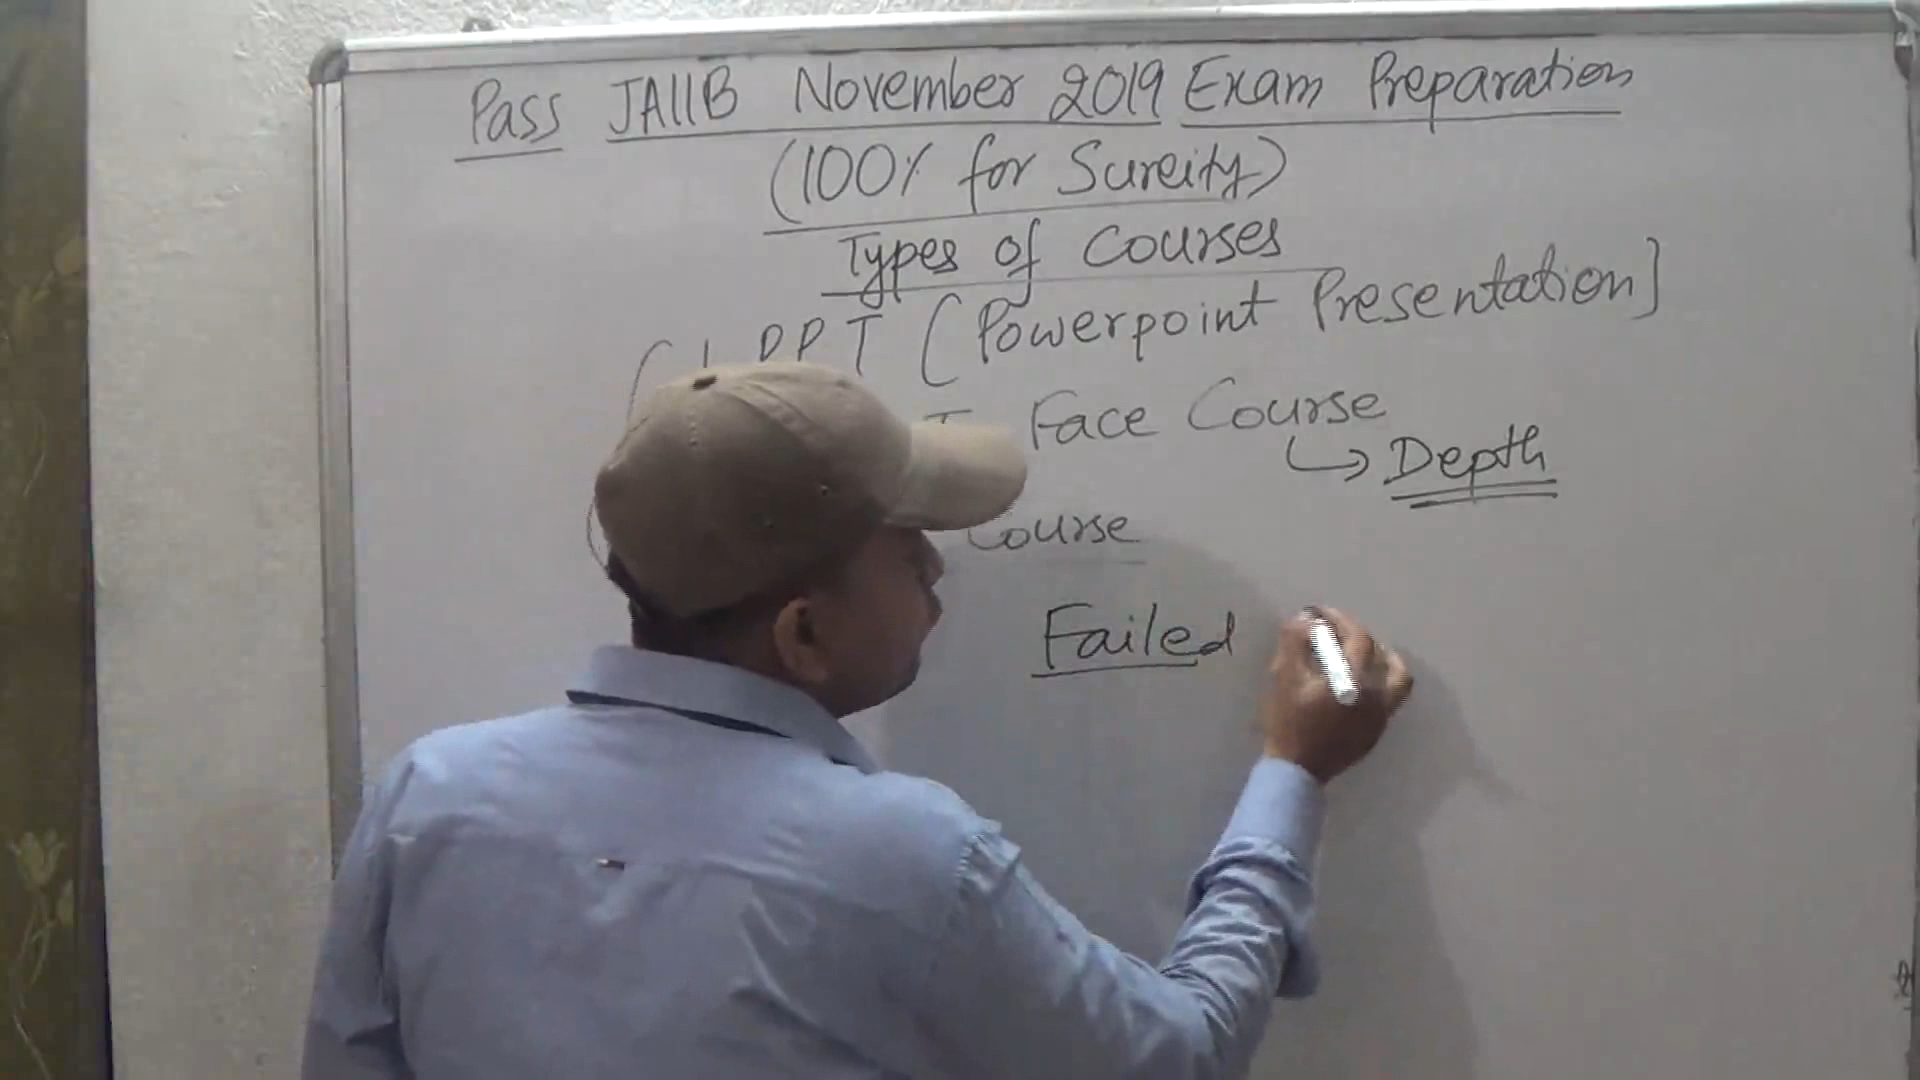 Pass JAIIB November 2019 Exam Preparation
(100% for Sureity)
Types of Courses
1 PPT (Powerpoint Presentation]
Face Course
↳ Depth
Course
Failed